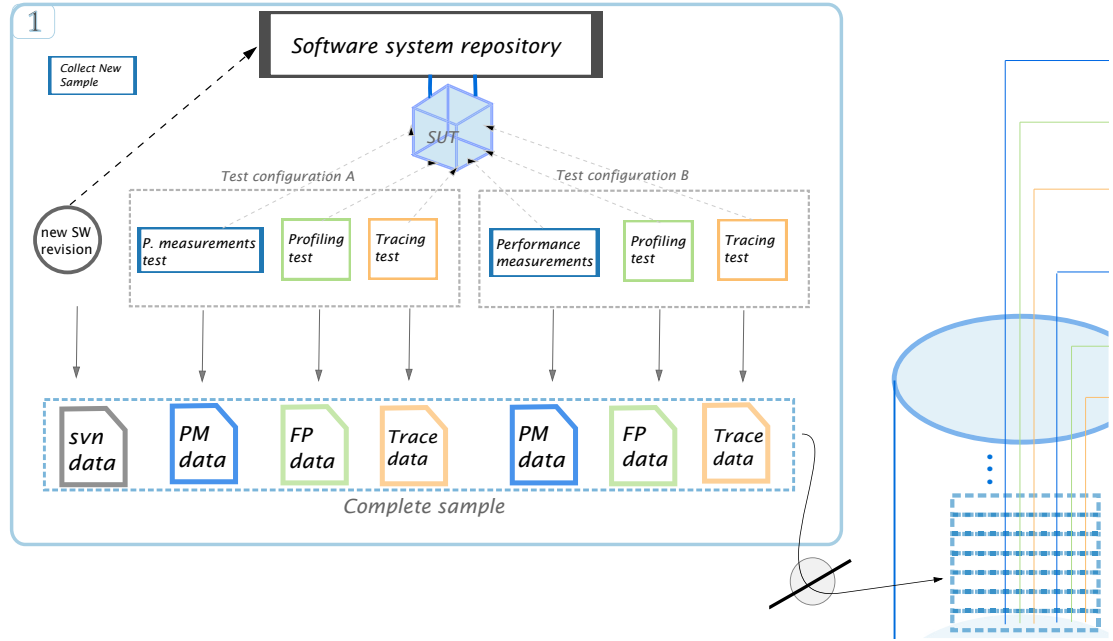 1
Software system repository
Collect New
Sample
SUT
Test configuration A
Test configuration B
new SW
revision
P. measurements
test
Profiling
test
Tracing
test
Performance
measurements
Profiling
test
Tracing
test
svn
data
PM
data
FP
data
Trace
data
PM
data
FP
data
Trace
data
Complete sample